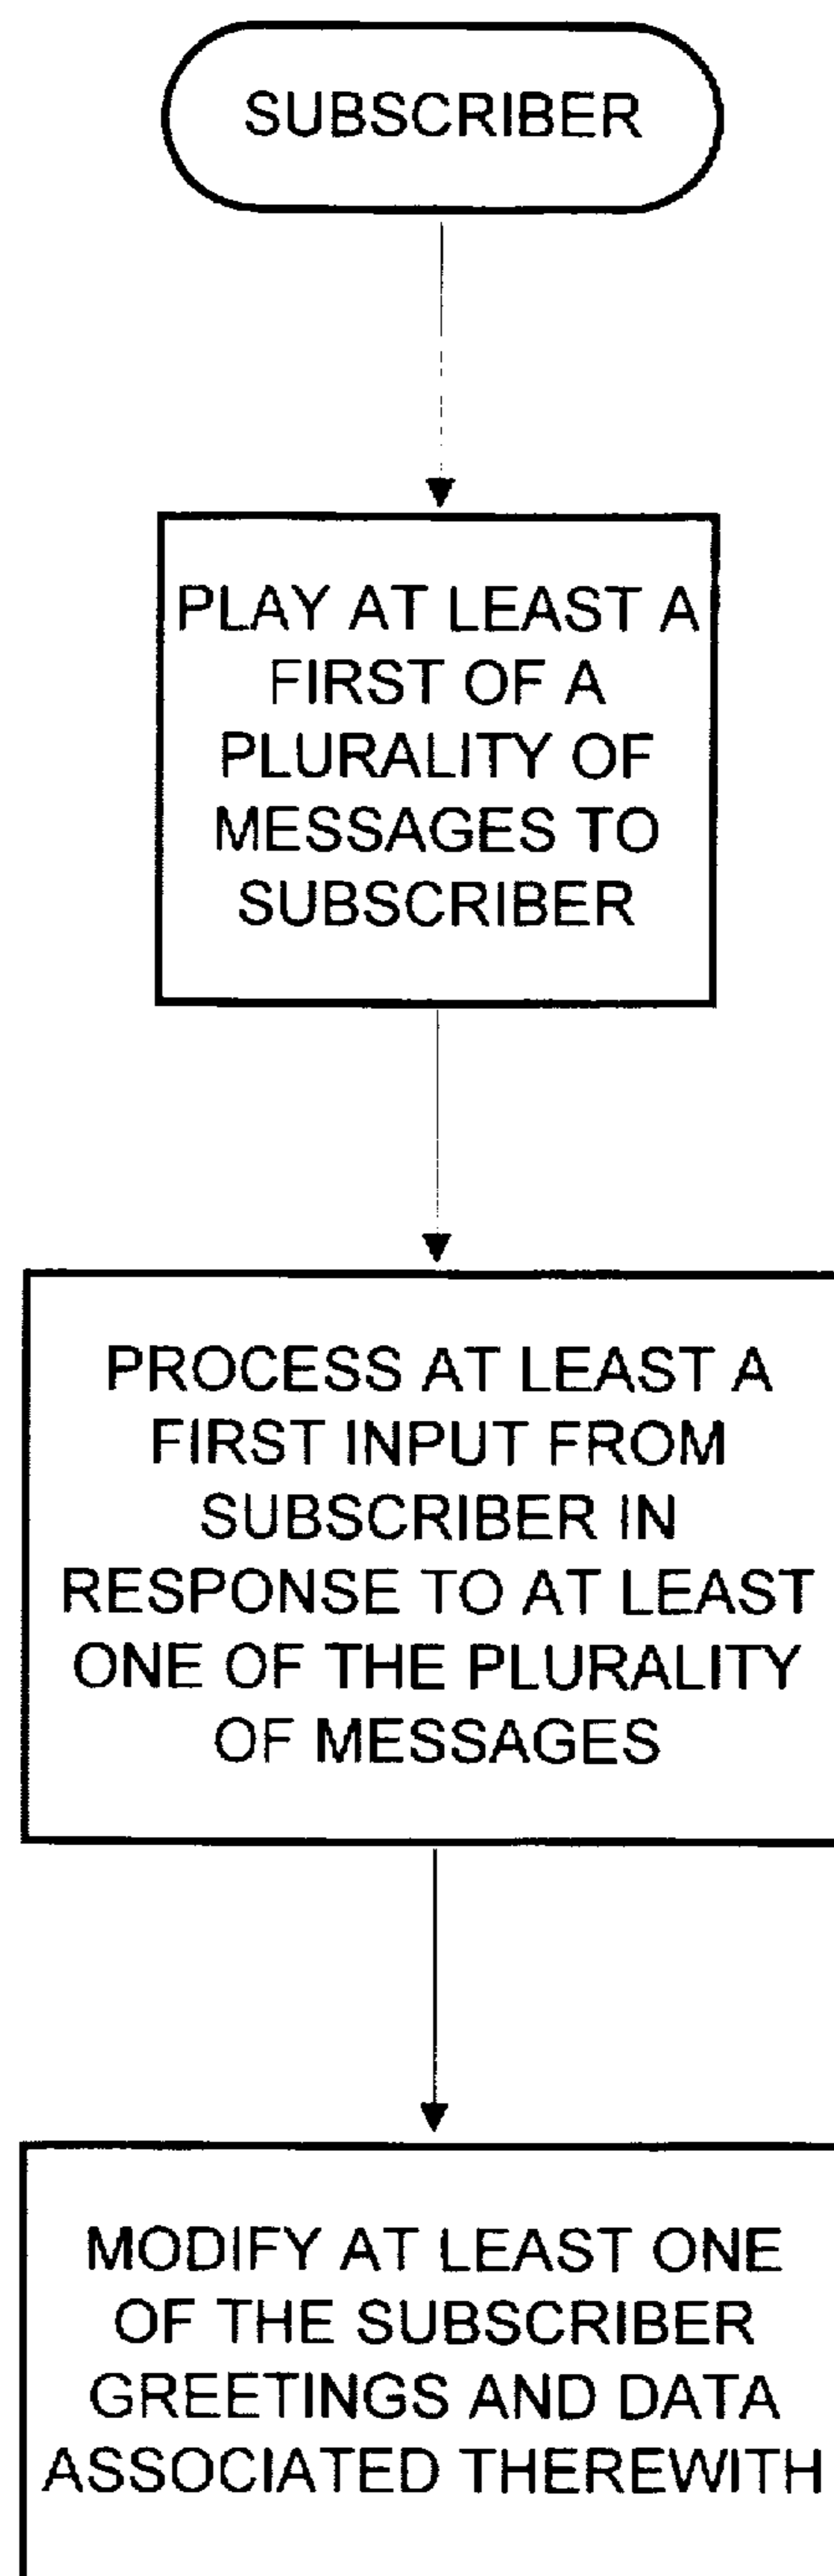 SUBSCRIBER
PLAY AT LEAST A
FIRST OF A
PLURALITY OF
MESSAGES TO
SUBSCRIBER
PROCESS AT LEAST A
FIRST INPUT FROM
SUBSCRIBER IN
RESPONSE TO AT LEAST
ONE OF THE PLURALITY
OF MESSAGES
MODIFY AT LEAST ONE
OF THE SUBSCRIBER
GREETINGS AND DATA
ASSOCIATED THEREWITH